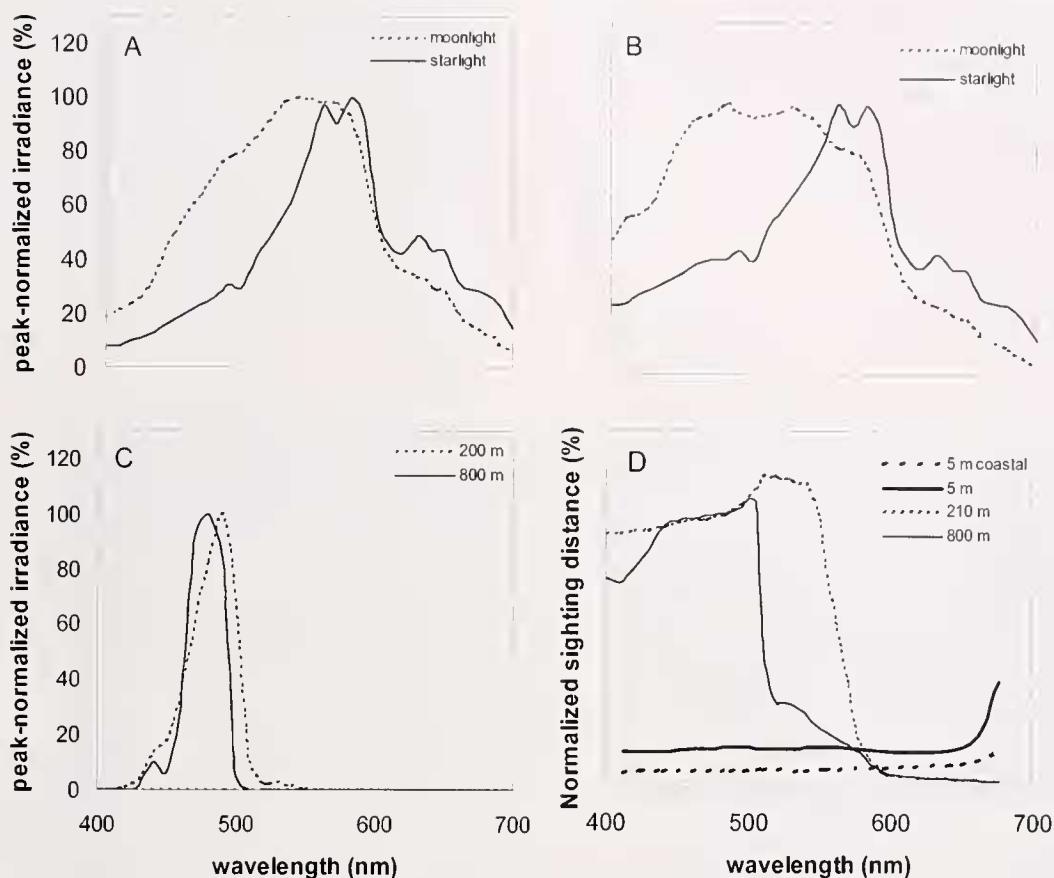 A
moonlight
starlight
peak-normalized irradiance (%)
120
100
80
60
40
20
0
B
moonlight
starlight
C
200 m
800 m
peak-normalized irradiance (%)
120
100
80
60
40
20
0
400
500
600
700
wavelength (nm)
D
5 m coastal
5 m
210 m
800 m
Normalized sighting distance (%)
400
500
600
700
wavelength (nm)